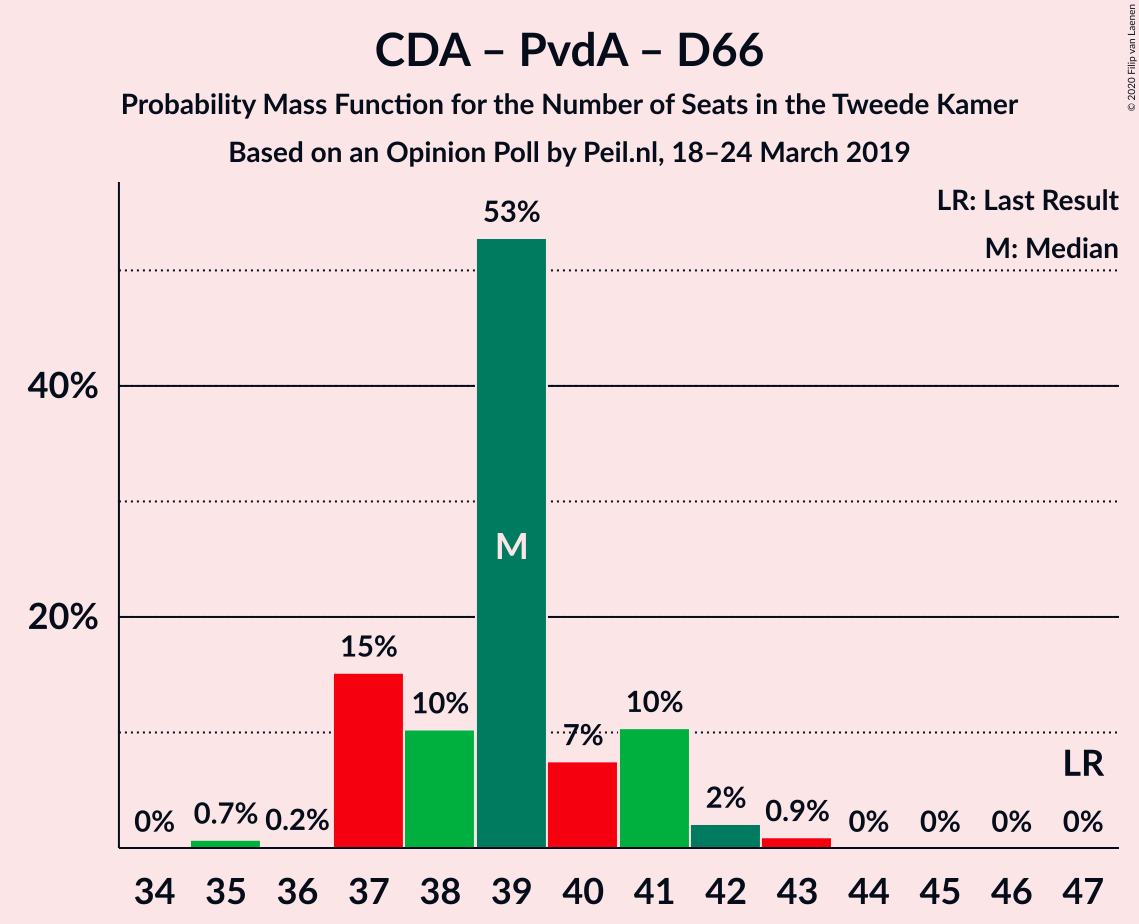 CDA – PvdA – D66
Probability Mass Function for the Number of Seats in the Tweede Kamer
Based on an Opinion Poll by Peil.nl, 18–24 March 2019
© 2020 Filip van Laenen
LR: Last Result
M: Median
53%
40%
M
20%
15%
10%
7%
10%
LR
0%
0.7%
0.2%
2%
0.9%
0%
0%
0%
0%
34 35 36 37 38 39 40 41 42 43 44 45 46 47